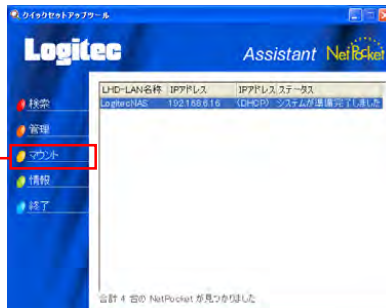 クイックセットアップツール
Logitec
Assistant NetPocket
LHD-LAN名称 IPアドレス IPアドレス ステータス
LogitecNAS 192.168.6.16 (DHCP) システムが準備完了しました
検索
管理
マウント
情報
終了
合計 4 台の NetPocket が見つかりました